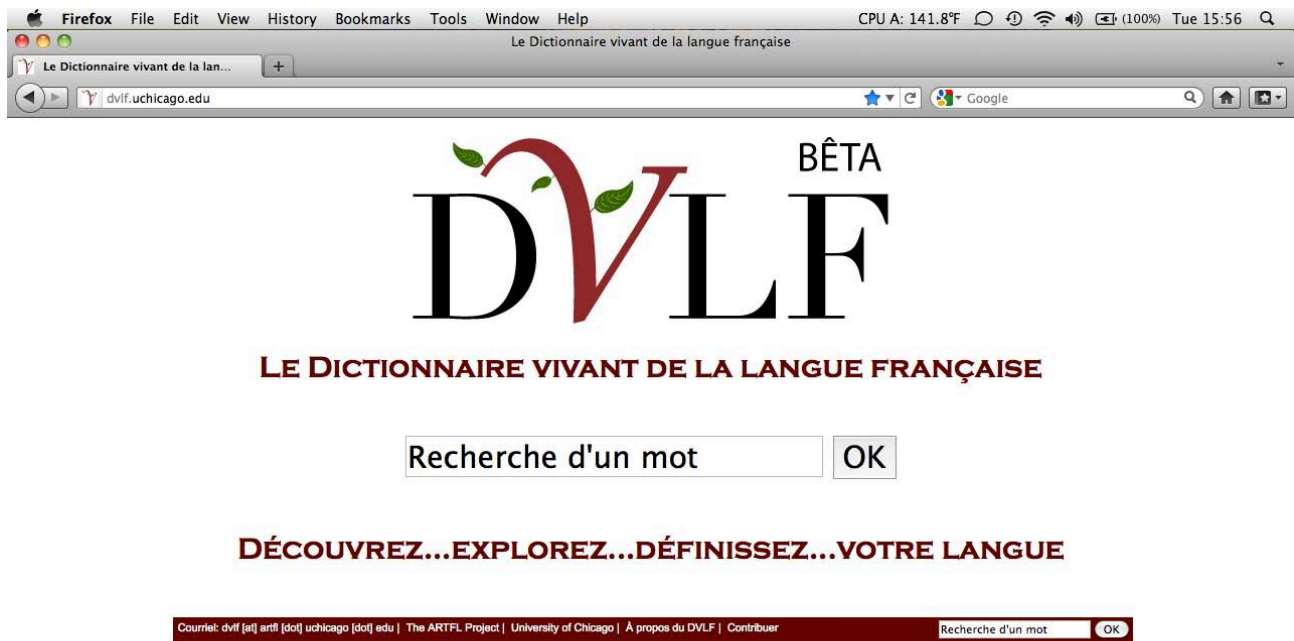 Firefox File Edit View History Bookmarks Tools Window Help CPU A: 141.8°F (100%) Tue 15:56
Le Dictionnaire vivant de la langue française
Le Dictionnaire vivant de la lan... +
dvlf.uchicago.edu Google
BÊTA
DVLF
LE DICTIONNAIRE VIVANT DE LA LANGUE FRANÇAISE
Recherche d'un mot OK
DÉCOUVREZ...EXPLOREZ...DÉFINISSEZ...VOTRE LANGUE
Courriel: dvlf [at] artfl [dot] uchicago [dot] edu | The ARTFL Project | University of Chicago | À propos du DVLF | Contribuer Recherche d'un mot OK